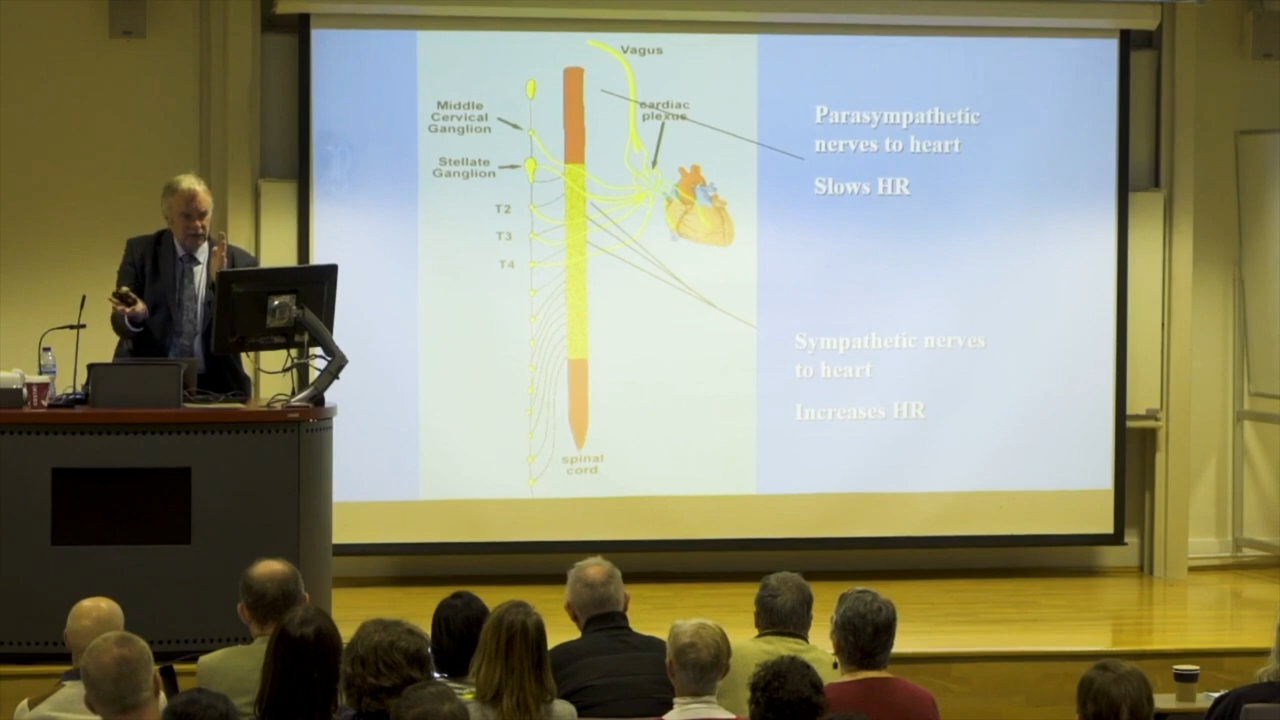 Vagus
Middle
Cervical
Ganglion
cardiac
plexus
Stellate
Ganglion
T2
T3
T4
spinal
cord
Parasympathetic
nerves to heart
Slows HR
Sympathetic nerves
to heart
Increases HR